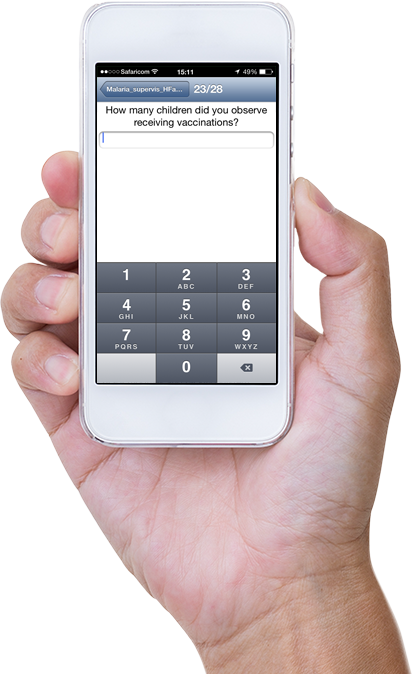 ●●○○○ Safaricom 15:11 49%
Malaria_supervis_HFa... 23/28
How many children did you observe
receiving vaccinations?
1 2 ABC 3 DEF
4 GHI 5 JKL 6 MNO
7 PQRS 8 TUV 9 WXYZ
0